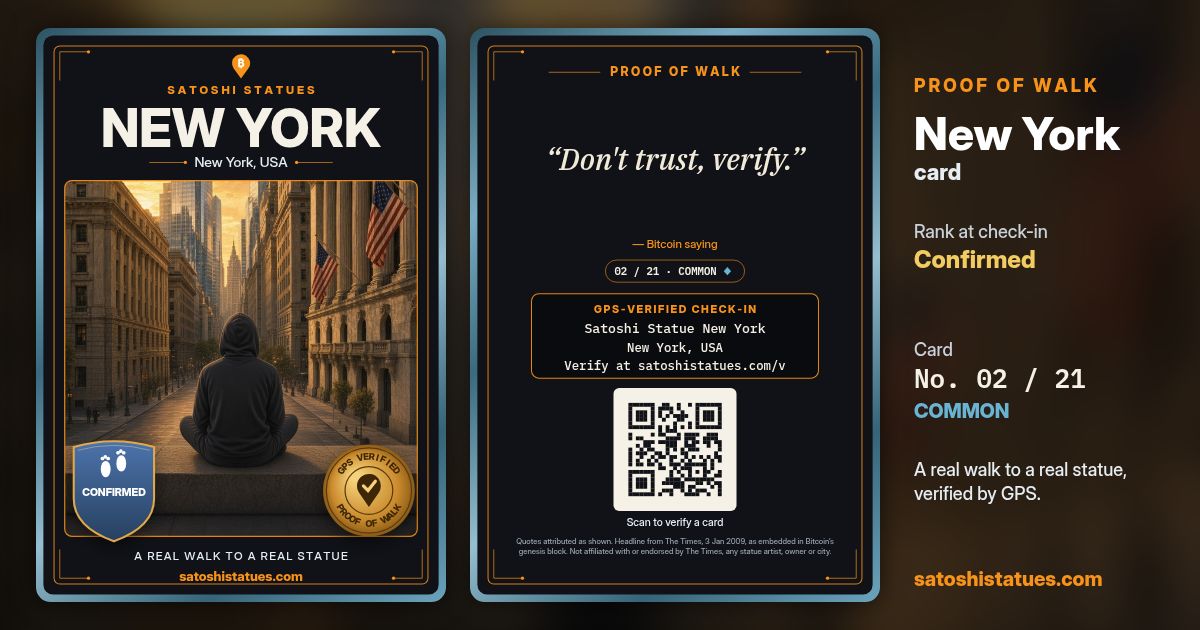 SATOSHI STATUES
NEW YORK
New York, USA
CONFIRMED
GPS VERIFIED
PROOF OF WALK
A REAL WALK TO A REAL STATUE
satoshistatues.com
PROOF OF WALK
“Don't trust, verify.”
— Bitcoin saying
02 / 21 · COMMON
GPS-VERIFIED CHECK-IN
Satoshi Statue New York
New York, USA
Verify at satoshistatues.com/v
Scan to verify a card
Quotes attributed as shown. Headline from The Times, 3 Jan 2009, as embedded in Bitcoin's
genesis block. Not affiliated with or endorsed by The Times, any statue artist, owner or city.
PROOF OF WALK
New York
card
Rank at check-in
Confirmed
Card
No. 02 / 21
COMMON
A real walk to a real statue,
verified by GPS.
satoshistatues.com